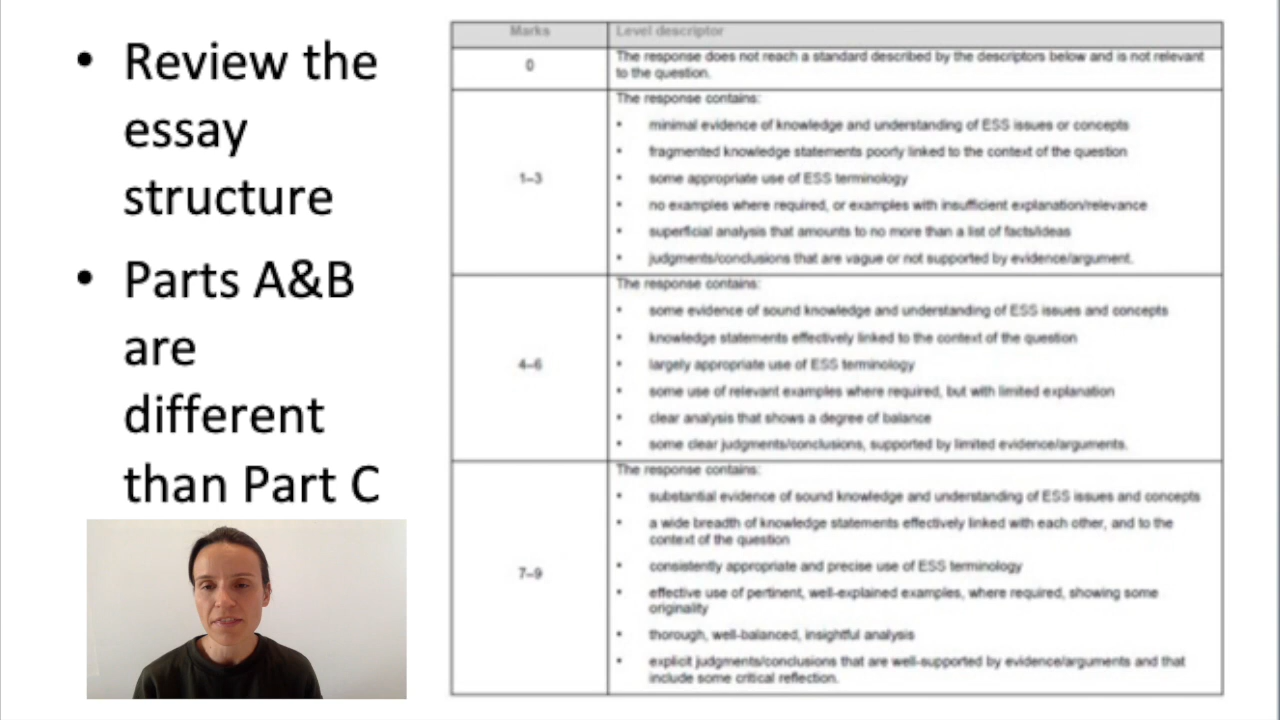 • Review the
essay
structure
• Parts A&B
are
different
than Part C
Marks Level descriptor
0 The response does not reach a standard described by the descriptors below and is not relevant
to the question.
The response contains:
• minimal evidence of knowledge and understanding of ESS issues or concepts
• fragmented knowledge statements poorly linked to the context of the question
1–3 • some appropriate use of ESS terminology
• no examples where required, or examples with insufficient explanation/relevance
• superficial analysis that amounts to no more than a list of facts/ideas
• judgments/conclusions that are vague or not supported by evidence/argument.
The response contains:
• some evidence of sound knowledge and understanding of ESS issues and concepts
• knowledge statements effectively linked to the context of the question
4–6 • largely appropriate use of ESS terminology
• some use of relevant examples where required, but with limited explanation
• clear analysis that shows a degree of balance
• some clear judgments/conclusions, supported by limited evidence/arguments.
The response contains:
• substantial evidence of sound knowledge and understanding of ESS issues and concepts
• a wide breadth of knowledge statements effectively linked with each other, and to the
context of the question
7–9 • consistently appropriate and precise use of ESS terminology
• effective use of pertinent, well-explained examples, where required, showing some
originality
• thorough, well-balanced, insightful analysis
• explicit judgments/conclusions that are well-supported by evidence/arguments and that
include some critical reflection.